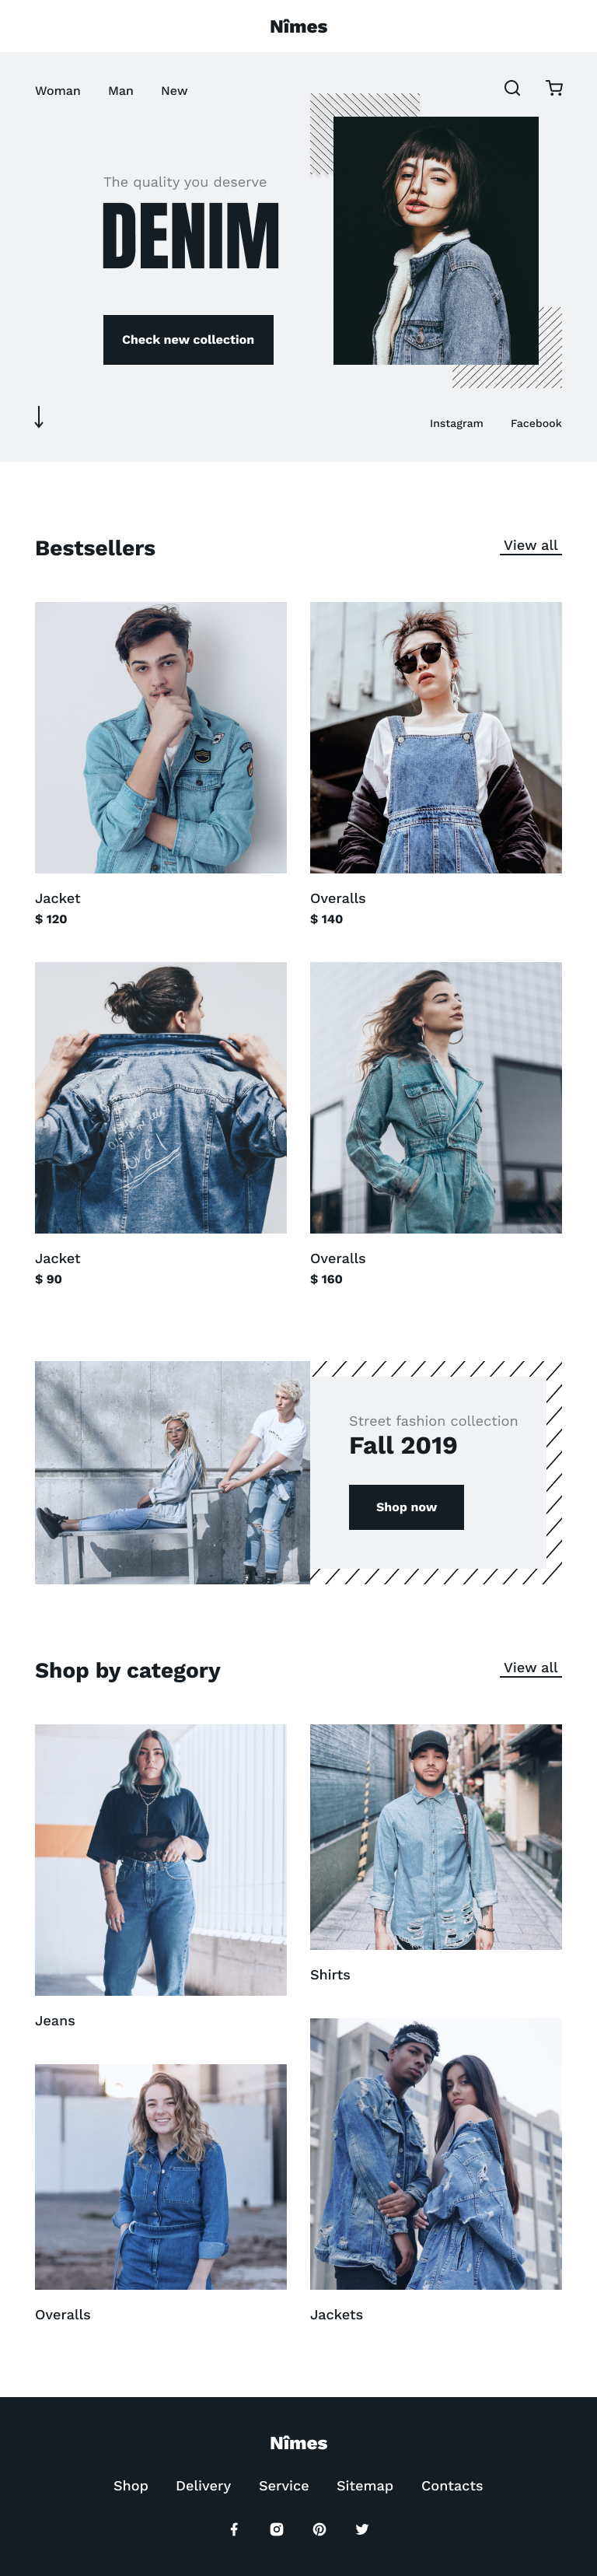 Nîmes
Woman Man New
The quality you deserve
DENIM
Check new collection
Instagram Facebook
Bestsellers
View all
Jacket
$ 120
Overalls
$ 140
Jacket
$ 90
Overalls
$ 160
Street fashion collection
Fall 2019
Shop now
Shop by category
View all
Jeans
Shirts
Overalls
Jackets
Nîmes
Shop Delivery Service Sitemap Contacts